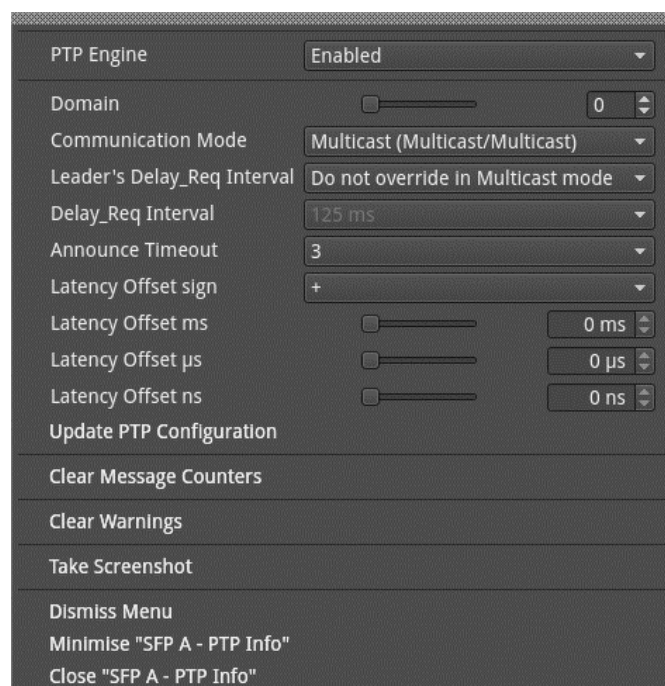 PTP Engine Enabled
Domain 0
Communication Mode Multicast (Multicast/Multicast)
Leader's Delay_Req Interval Do not override in Multicast mode
Delay_Req Interval 125 ms
Announce Timeout 3
Latency Offset sign +
Latency Offset ms 0 ms
Latency Offset µs 0 µs
Latency Offset ns 0 ns
Update PTP Configuration
Clear Message Counters
Clear Warnings
Take Screenshot
Dismiss Menu
Minimise "SFP A - PTP Info"
Close "SFP A - PTP Info"